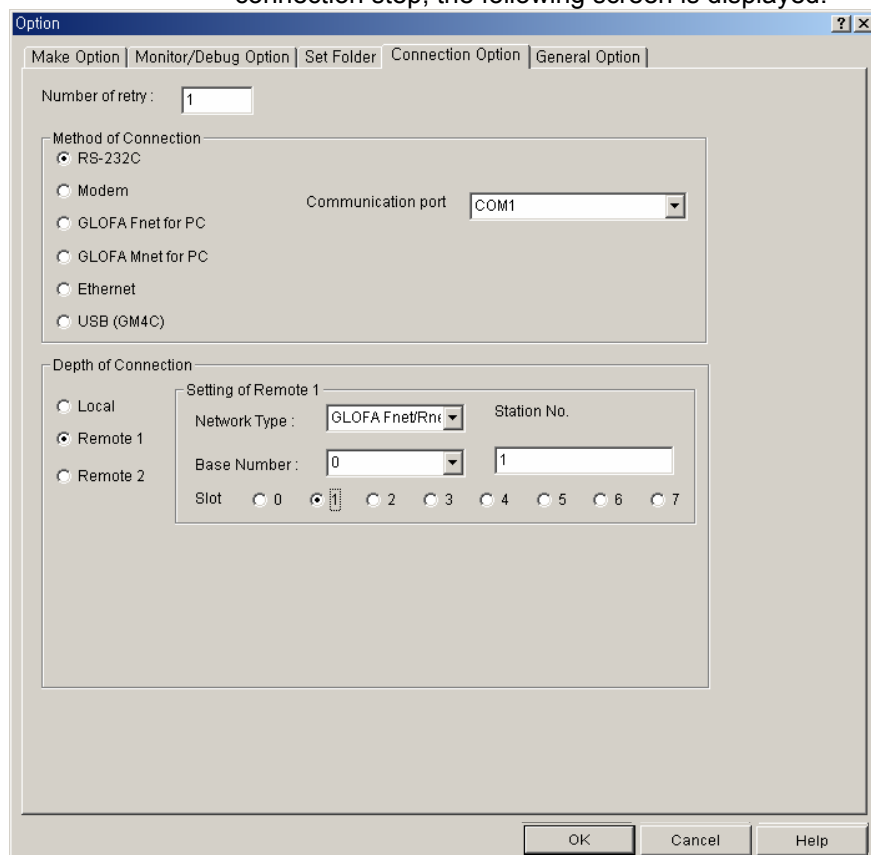 connection step, the following screen is displayed.
Option
Make Option Monitor/Debug Option Set Folder Connection Option General Option
Number of retry : 1
Method of Connection
RS-232C
Modem
Communication port COM1
GLOFA Fnet for PC
GLOFA Mnet for PC
Ethernet
USB (GM4C)
Depth of Connection
Setting of Remote 1
Local
Network Type : GLOFA Fnet/Rne Station No.
Remote 1
Base Number : 0 1
Remote 2
Slot 0 1 2 3 4 5 6 7
OK Cancel Help